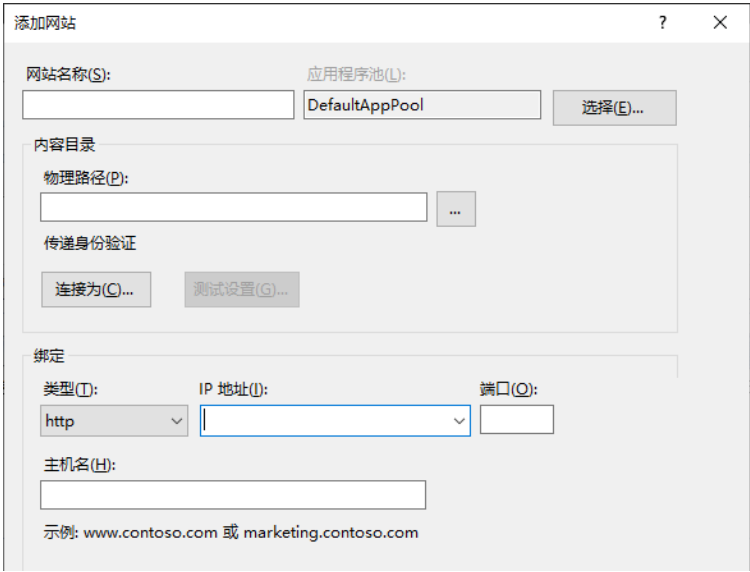 添加网站 ?
网站名称(S): 应用程序池(L):
DefaultAppPool 选择(E)...
内容目录
物理路径(P):
...
传递身份验证
连接为(C)... 测试设置(G)...
绑定
类型(T): IP 地址(I): 端口(O):
http
主机名(H):
示例: www.contoso.com 或 marketing.contoso.com